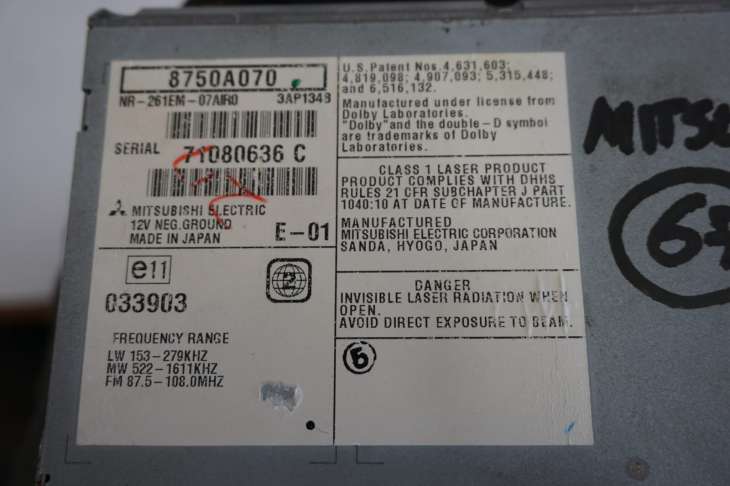 8750A070
NR-261EM-07AIR0 3AP1348
SERIAL 71080636 C
MITSUBISHI ELECTRIC
12V NEG.GROUND
MADE IN JAPAN E-01
e11
2
033903
FREQUENCY RANGE
LW 153-279KHZ
MW 522-1611KHZ
FM 87.5-108.0MHZ
U.S. Patent Nos. 4,631,603;
4,819,098; 4,907,093; 5,315,448;
and 6,516,132.
Manufactured under license from
Dolby Laboratories.
"Dolby" and the double-D symbol
are trademarks of Dolby
Laboratories.
CLASS 1 LASER PRODUCT
PRODUCT COMPLIES WITH DHHS
RULES 21 CFR SUBCHAPTER J PART
1040:10 AT DATE OF MANUFACTURE.
MANUFACTURED
MITSUBISHI ELECTRIC CORPORATION
SANDA, HYOGO, JAPAN
DANGER
INVISIBLE LASER RADIATION WHEN
OPEN.
AVOID DIRECT EXPOSURE TO BEAM.
5
MITSU